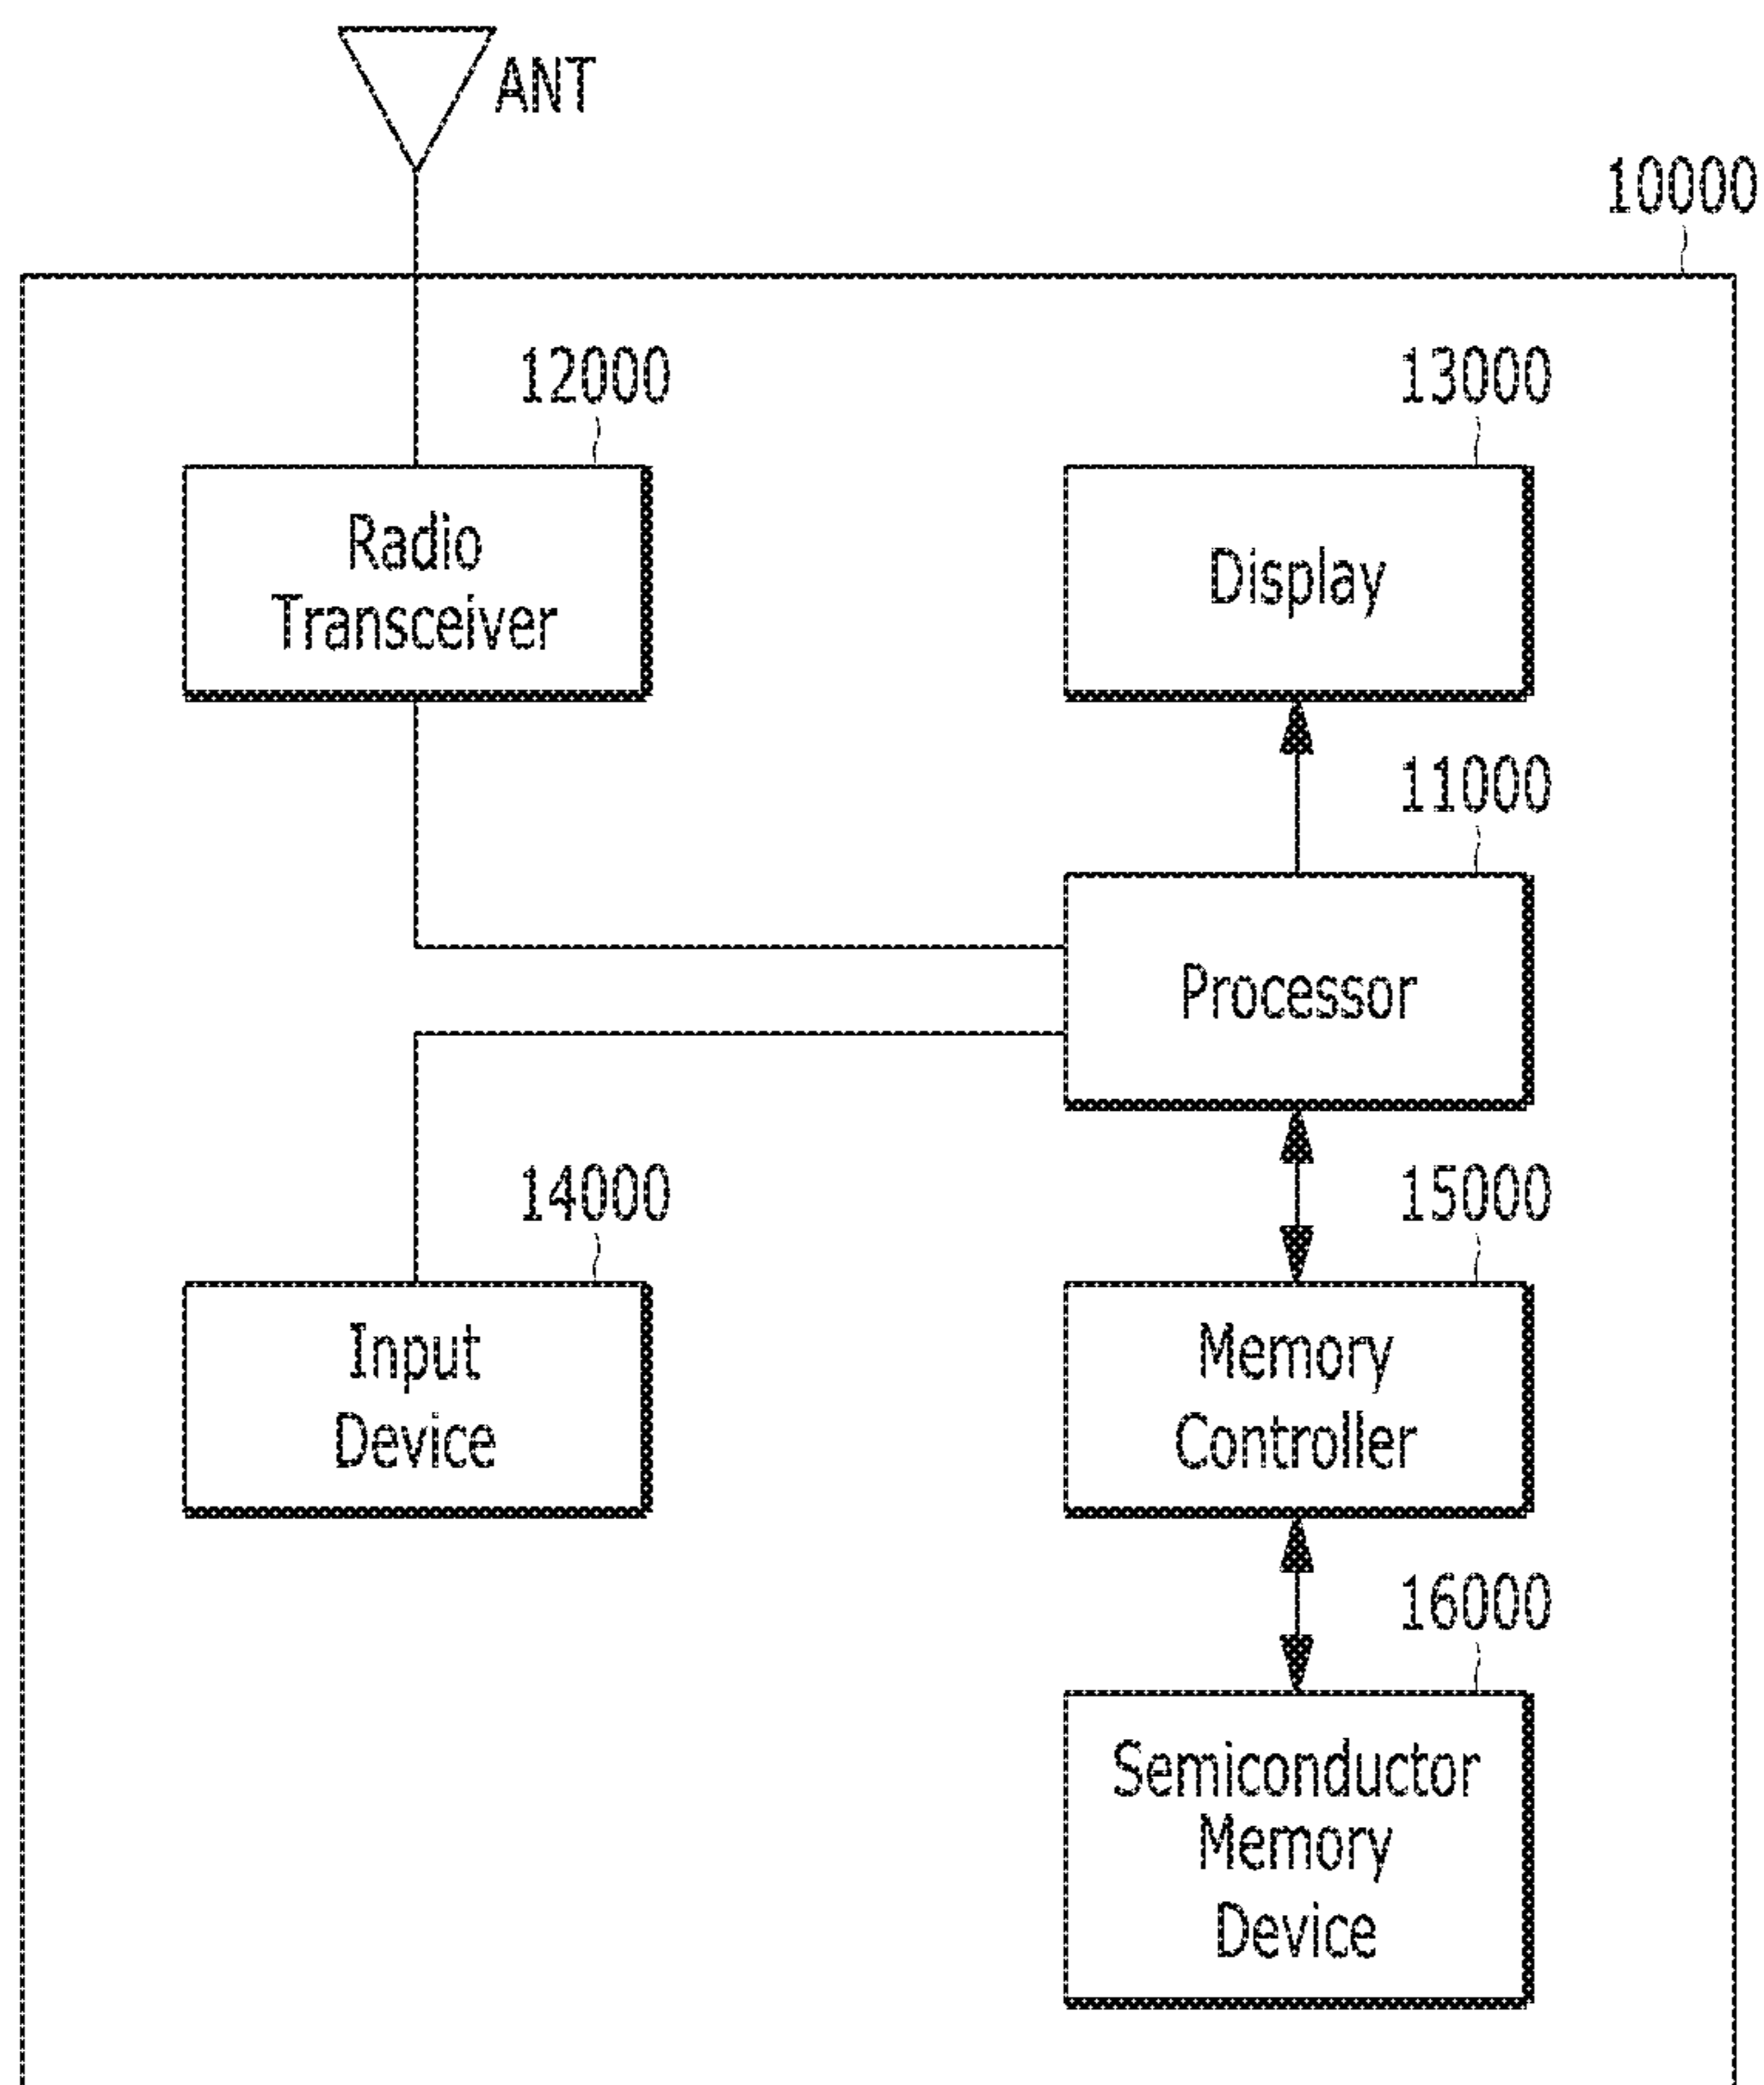 ANT
10000
12000
13000
Radio
Transceiver
Display
11000
Processor
14000
15000
Input
Device
Memory
Controller
16000
Semiconductor
Memory
Device